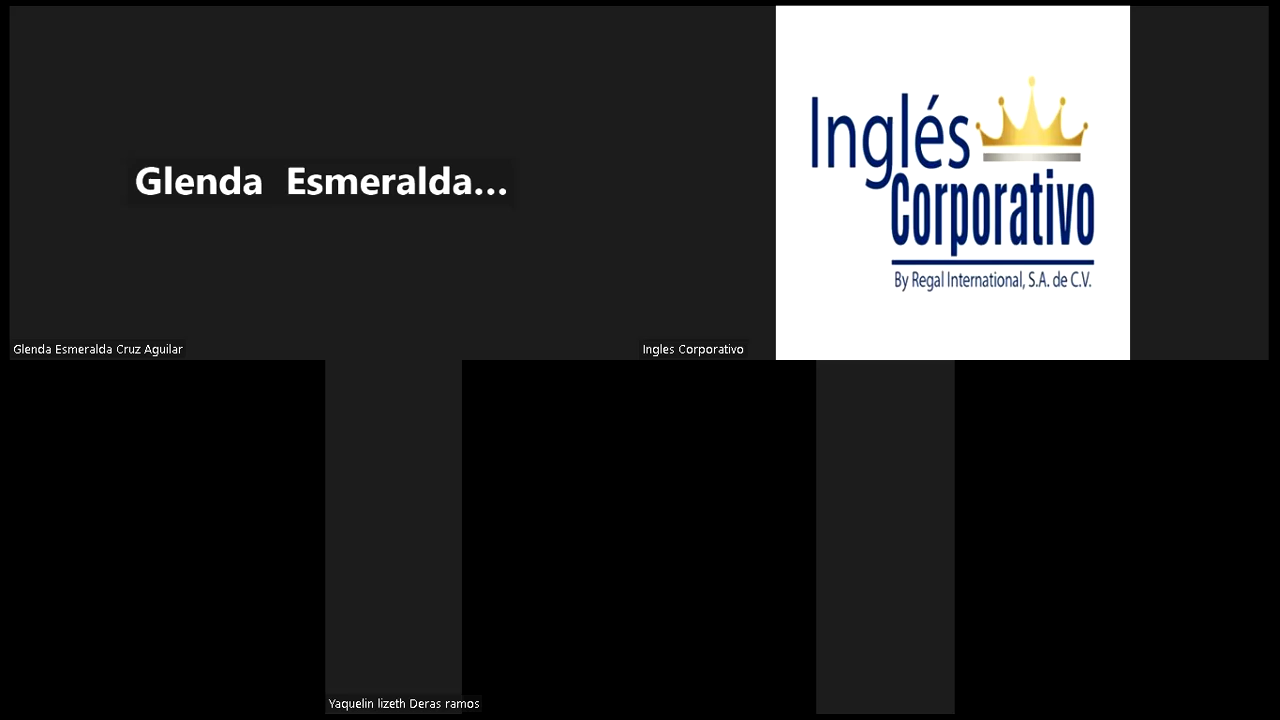 Glenda Esmeralda...
Glenda Esmeralda Cruz Aguilar
Inglés
Corporativo
By Regal International, S.A. de C.V.
Ingles Corporativo
Yaquelin lizeth Deras ramos